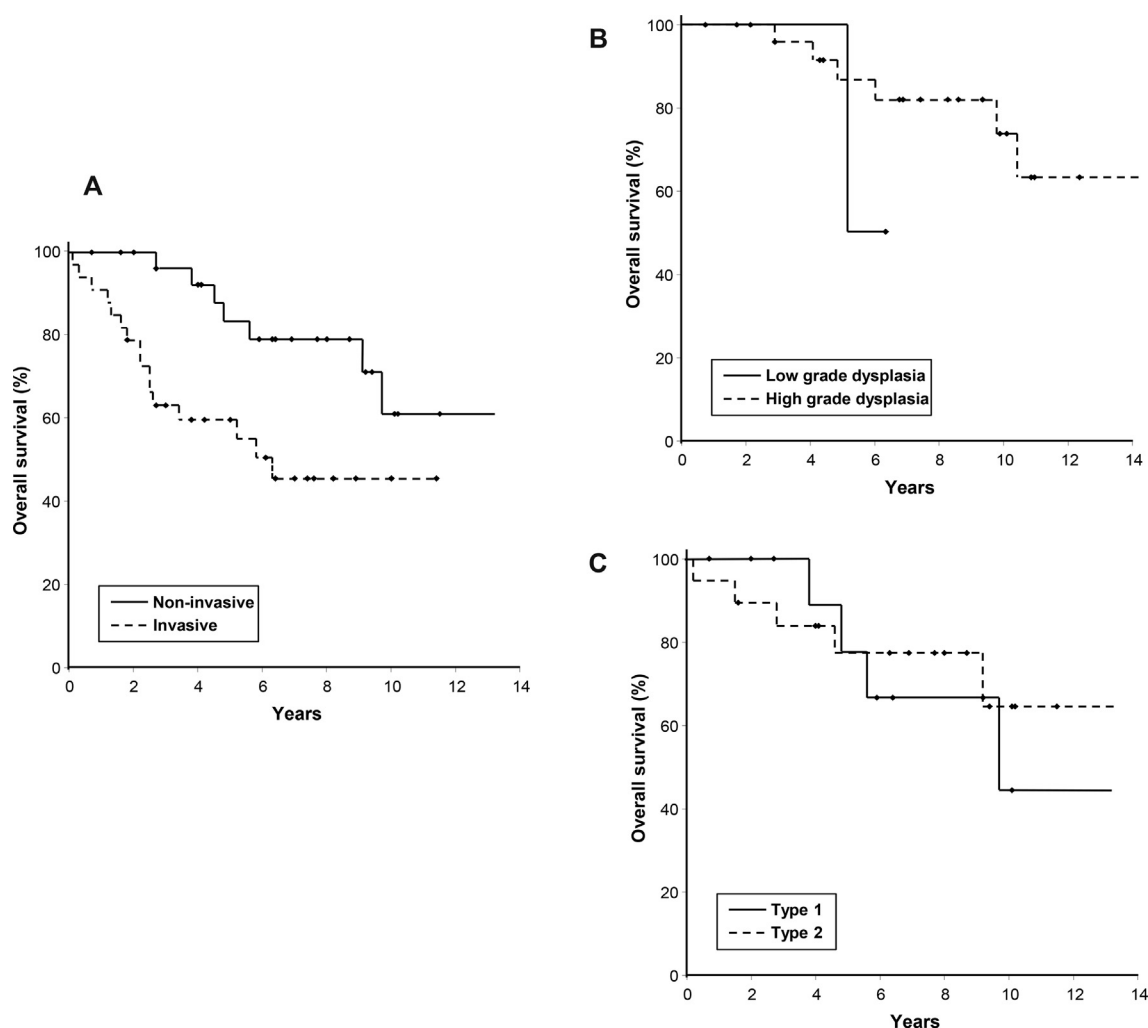 A
Overall survival (%)
100
80
60
40
20
0
0 2 4 6 8 10 12 14
Years
Non-invasive
Invasive
B
Overall survival (%)
100
80
60
40
20
0
0 2 4 6 8 10 12 14
Years
Low grade dysplasia
High grade dysplasia
C
Overall survival (%)
100
80
60
40
20
0
0 2 4 6 8 10 12 14
Years
Type 1
Type 2